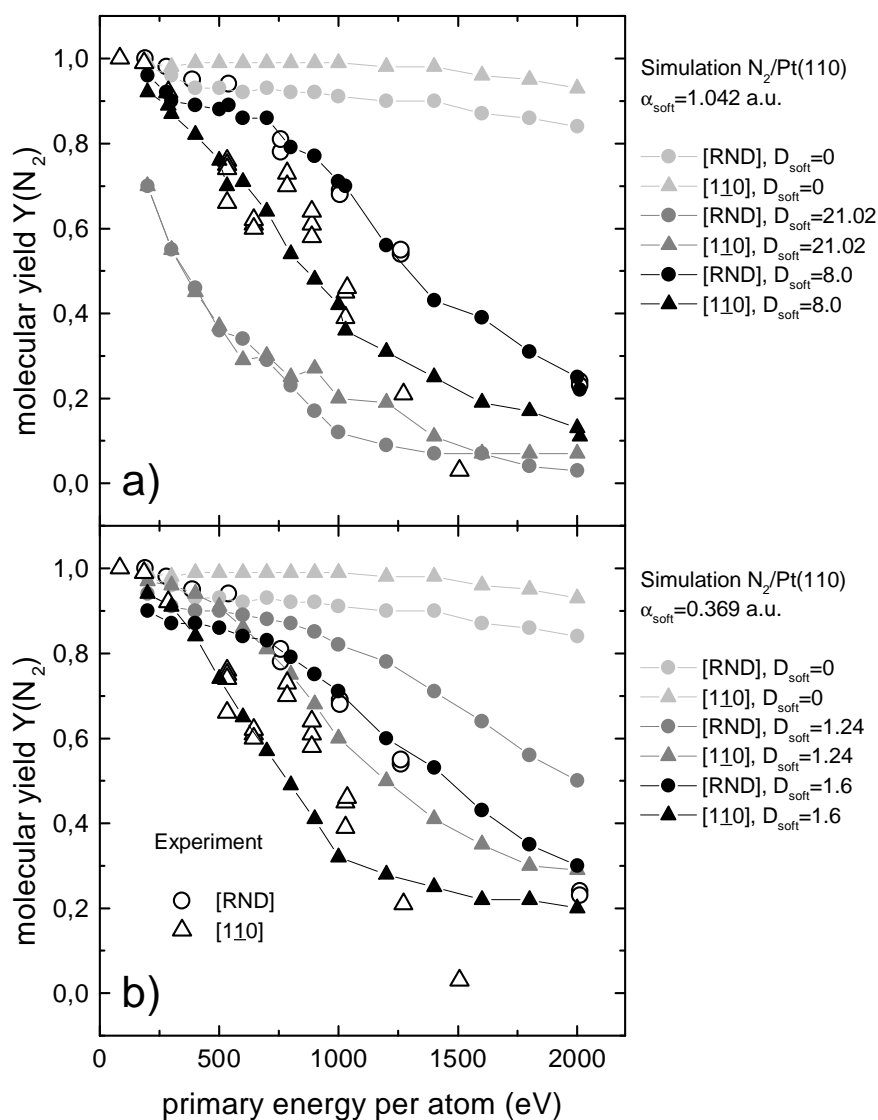 1,0
0,8
0,6
0,4
0,2
0,0
molecular yield Y(N₂)
a)
Simulation N₂/Pt(110)
αsoft=1.042 a.u.
[RND], Dsoft=0
[11̲0], Dsoft=0
[RND], Dsoft=21.02
[11̲0], Dsoft=21.02
[RND], Dsoft=8.0
[11̲0], Dsoft=8.0
1,0
0,8
0,6
0,4
0,2
0,0
molecular yield Y(N₂)
b)
Experiment
[RND]
[11̲0]
Simulation N₂/Pt(110)
αsoft=0.369 a.u.
[RND], Dsoft=0
[11̲0], Dsoft=0
[RND], Dsoft=1.24
[11̲0], Dsoft=1.24
[RND], Dsoft=1.6
[11̲0], Dsoft=1.6
0 500 1000 1500 2000
primary energy per atom (eV)